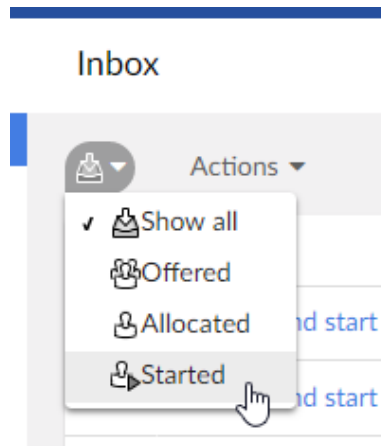 Inbox
Actions
Show all
Offered
Allocated
nd start
Started
nd start